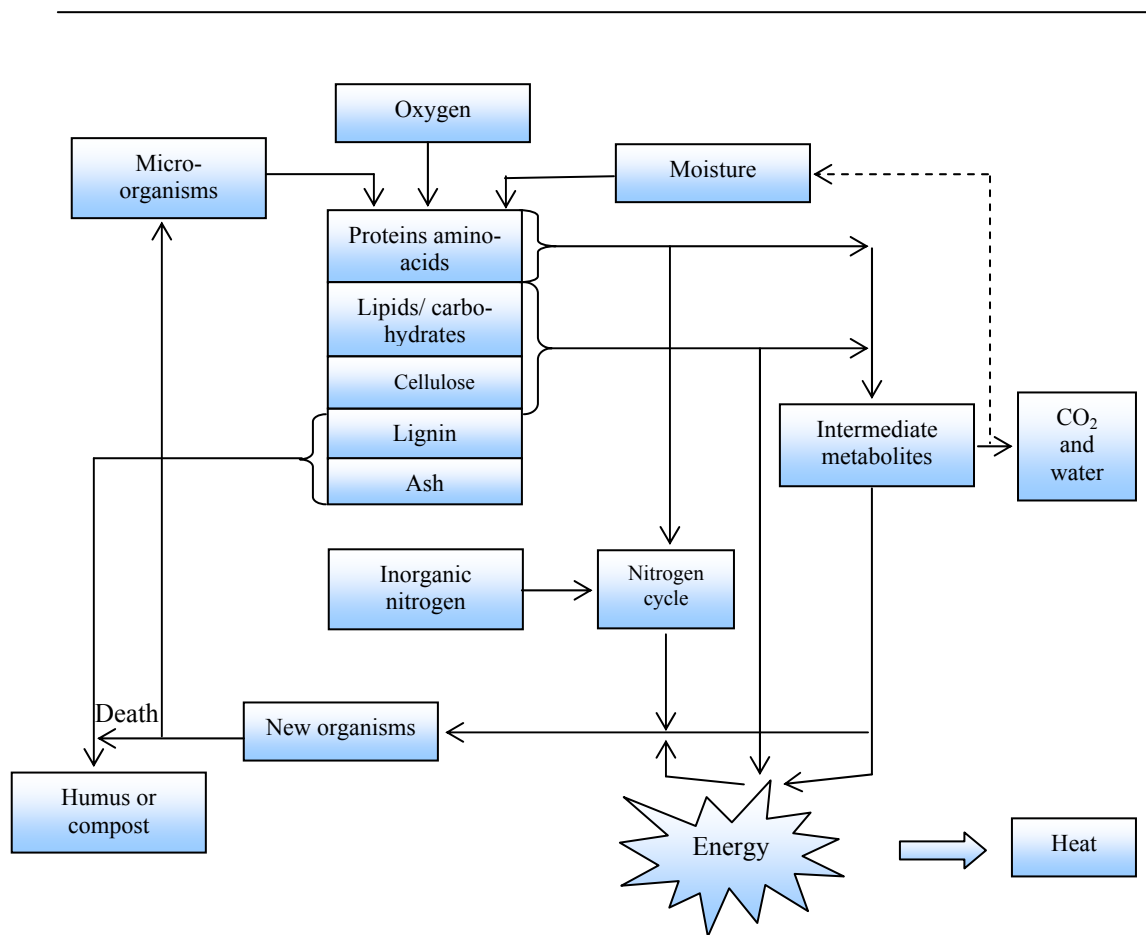 Oxygen
Micro-
organisms
Moisture
Proteins amino-
acids
Lipids/ carbo-
hydrates
Cellulose
Lignin
Ash
Intermediate
metabolites
CO₂
and
water
Inorganic
nitrogen
Nitrogen
cycle
Death
New organisms
Humus or
compost
Energy
Heat